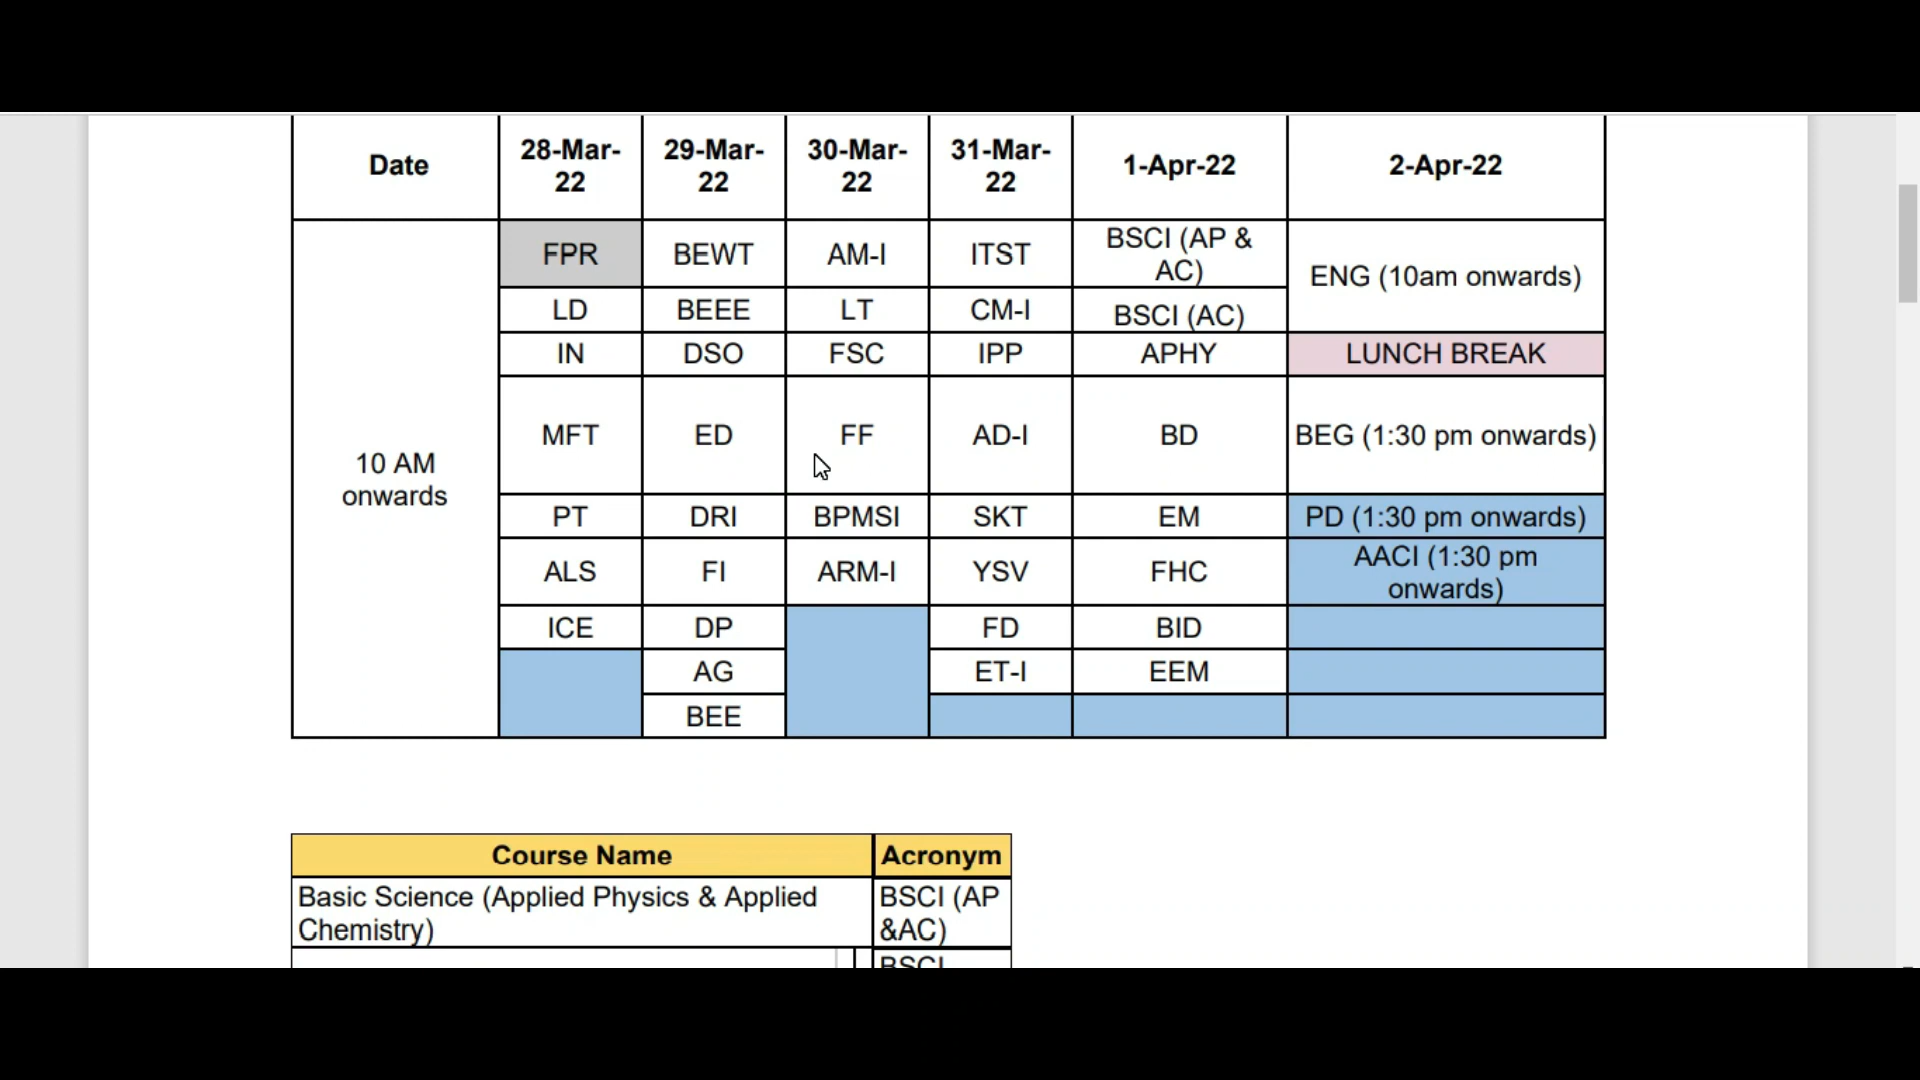 Date 28-Mar-22 29-Mar-22 30-Mar-22 31-Mar-22 1-Apr-22 2-Apr-22
10 AM
onwards
FPR BEWT AM-I ITST BSCI (AP & AC) ENG (10am onwards)
LD BEEE LT CM-I BSCI (AC)
IN DSO FSC IPP APHY LUNCH BREAK
MFT ED FF AD-I BD BEG (1:30 pm onwards)
PT DRI BPMSI SKT EM PD (1:30 pm onwards)
ALS FI ARM-I YSV FHC AACI (1:30 pm onwards)
ICE DP FD BID
AG ET-I EEM
BEE
Course Name Acronym
Basic Science (Applied Physics & Applied Chemistry) BSCI (AP &AC)
BSCI